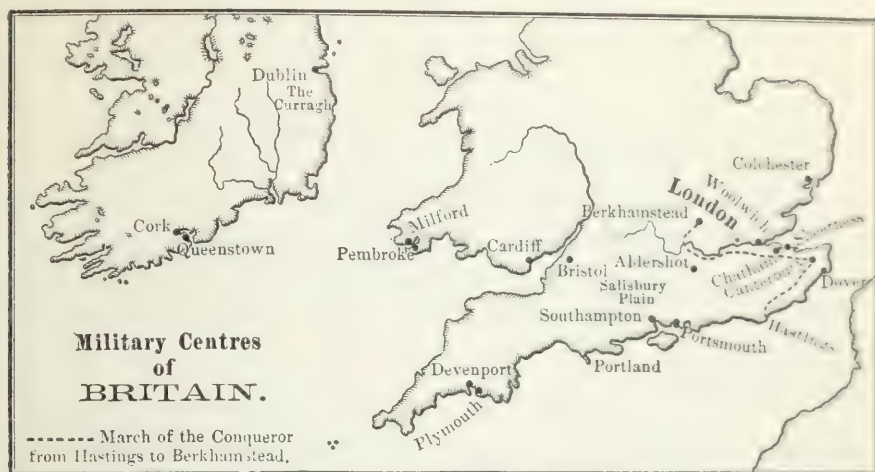 Dublin
The
Curragh
Cork
Queenstown
Milford
Pembroke
Cardiff
Bristol
Colchester
Woolwich
London
Berkhamstead
Sheerness
Aldershot
Chatham
Canterbury
Dover
Salisbury
Plain
Southampton
Portsmouth
Hastings
Portland
Devenport
Plymouth
Military Centres
of
BRITAIN.
March of the Conqueror
from Hastings to Berkhamstead.